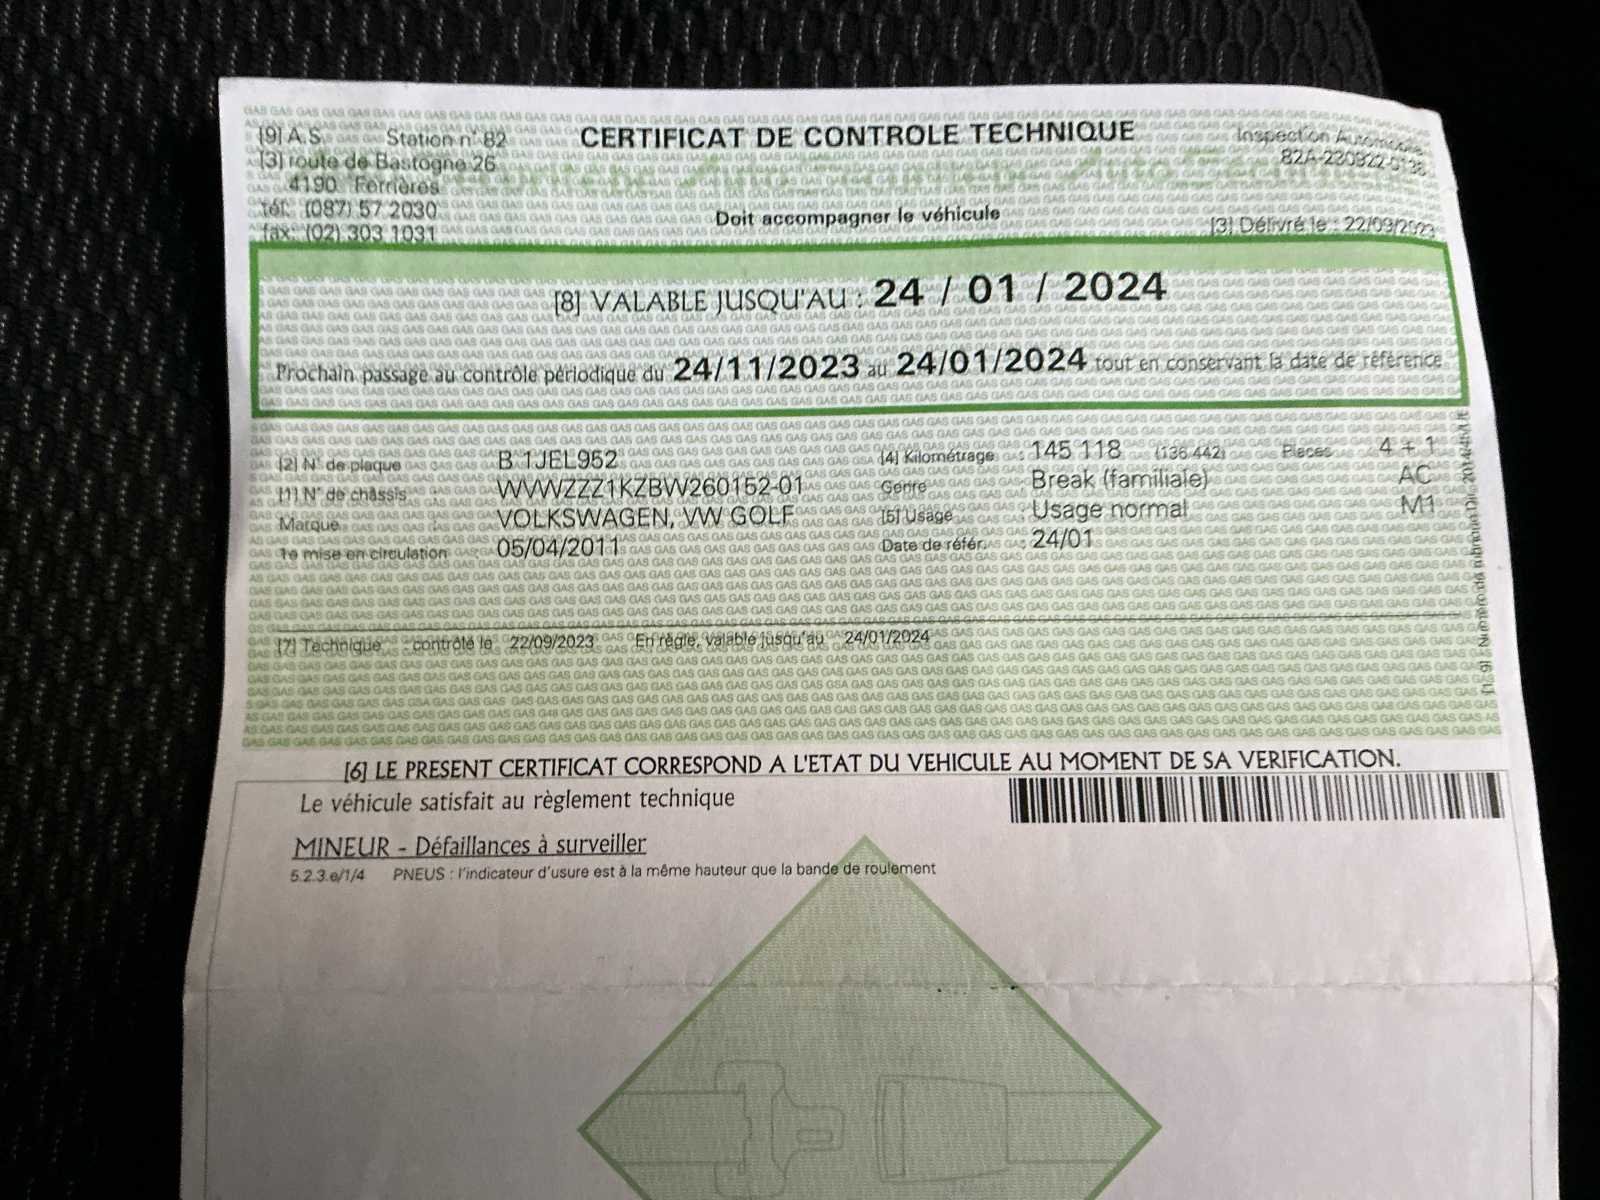 [9] A.S. Station n° 82
CERTIFICAT DE CONTROLE TECHNIQUE
Inspection Automobile
[3] route de Bastogne 26
4190 Ferrières
tél: (087) 57 2030
fax: (02) 303 1031
Doit accompagner le véhicule
[3] Délivré le : 22/09/2023
[8] VALABLE JUSQU'AU : 24 / 01 / 2024
Prochain passage au contrôle périodique du 24/11/2023 au 24/01/2024 tout en conservant la date de référence
[2] N° de plaque : B 1JEL952
[4] Kilométrage : 145 118 (136 442) Places 4 + 1
[1] N° de châssis : WVWZZZ1KZBW260152-01
Genre : Break (familiale) AC
Marque : VOLKSWAGEN, VW GOLF
[5] Usage : Usage normal M1
1e mise en circulation : 05/04/2011
Date de référ. : 24/01
[7] Technique : contrôlé le 22/09/2023 En règle, valable jusqu'au 24/01/2024
[6] LE PRESENT CERTIFICAT CORRESPOND A L'ETAT DU VEHICULE AU MOMENT DE SA VERIFICATION.
Le véhicule satisfait au règlement technique
MINEUR - Défaillances à surveiller
5.2.3.e/1/4 PNEUS : l'indicateur d'usure est à la même hauteur que la bande de roulement